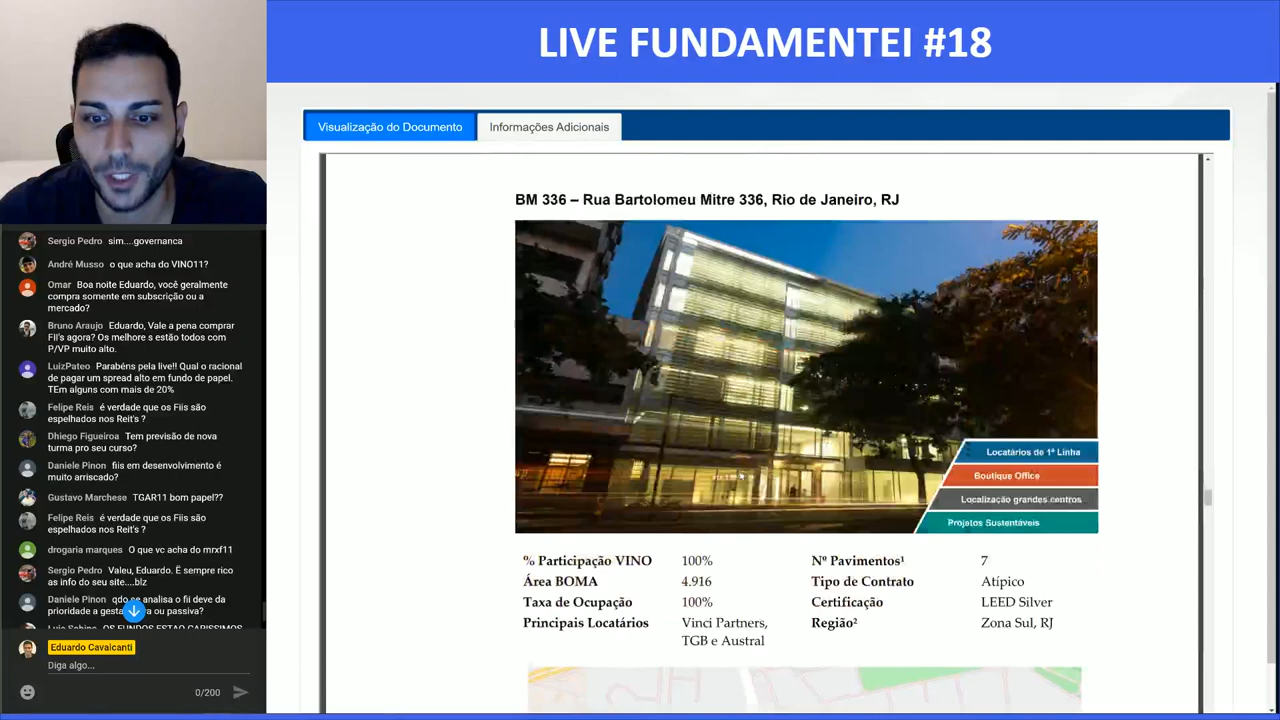 LIVE FUNDAMENTEI #18
Visualização do Documento
Informações Adicionais
BM 336 – Rua Bartolomeu Mitre 336, Rio de Janeiro, RJ
Locatários de 1ª Linha
Boutique Office
Localização grandes centros
Projetos Sustentáveis
% Participação VINO 100% Nº Pavimentos¹ 7
Área BOMA 4.916 Tipo de Contrato Atípico
Taxa de Ocupação 100% Certificação LEED Silver
Principais Locatários Vinci Partners, Região² Zona Sul, RJ
TGB e Austral
Sergio Pedro sim....governanca
André Musso o que acha do VINO11?
Omar Boa noite Eduardo, você geralmente
compra somente em subscrição ou a
mercado?
Bruno Araujo Eduardo, Vale a pena comprar
FII's agora? Os melhore s estão todos com
P/VP muito alto.
LuizPateo Parabéns pela live!! Qual o racional
de pagar um spread alto em fundo de papel.
TEm alguns com mais de 20%
Felipe Reis é verdade que os Fiis são
espelhados nos Reit's ?
Dhiego Figueiroa Tem previsão de nova
turma pro seu curso?
Daniele Pinon fiis em desenvolvimento é
muito arriscado?
Gustavo Marchese TGAR11 bom papel??
Felipe Reis é verdade que os Fiis são
espelhados nos Reit's ?
drogaria marques O que vc acha do mrxf11
Sergio Pedro Valeu, Eduardo. Ë sempre rico
as info do seu site....blz
Daniele Pinon qdo se analisa o fii deve da
prioridade a ou passiva?
OS FUNDOS ESTAO CARISSIMOS
Eduardo Cavalcanti
Diga algo...
0/200